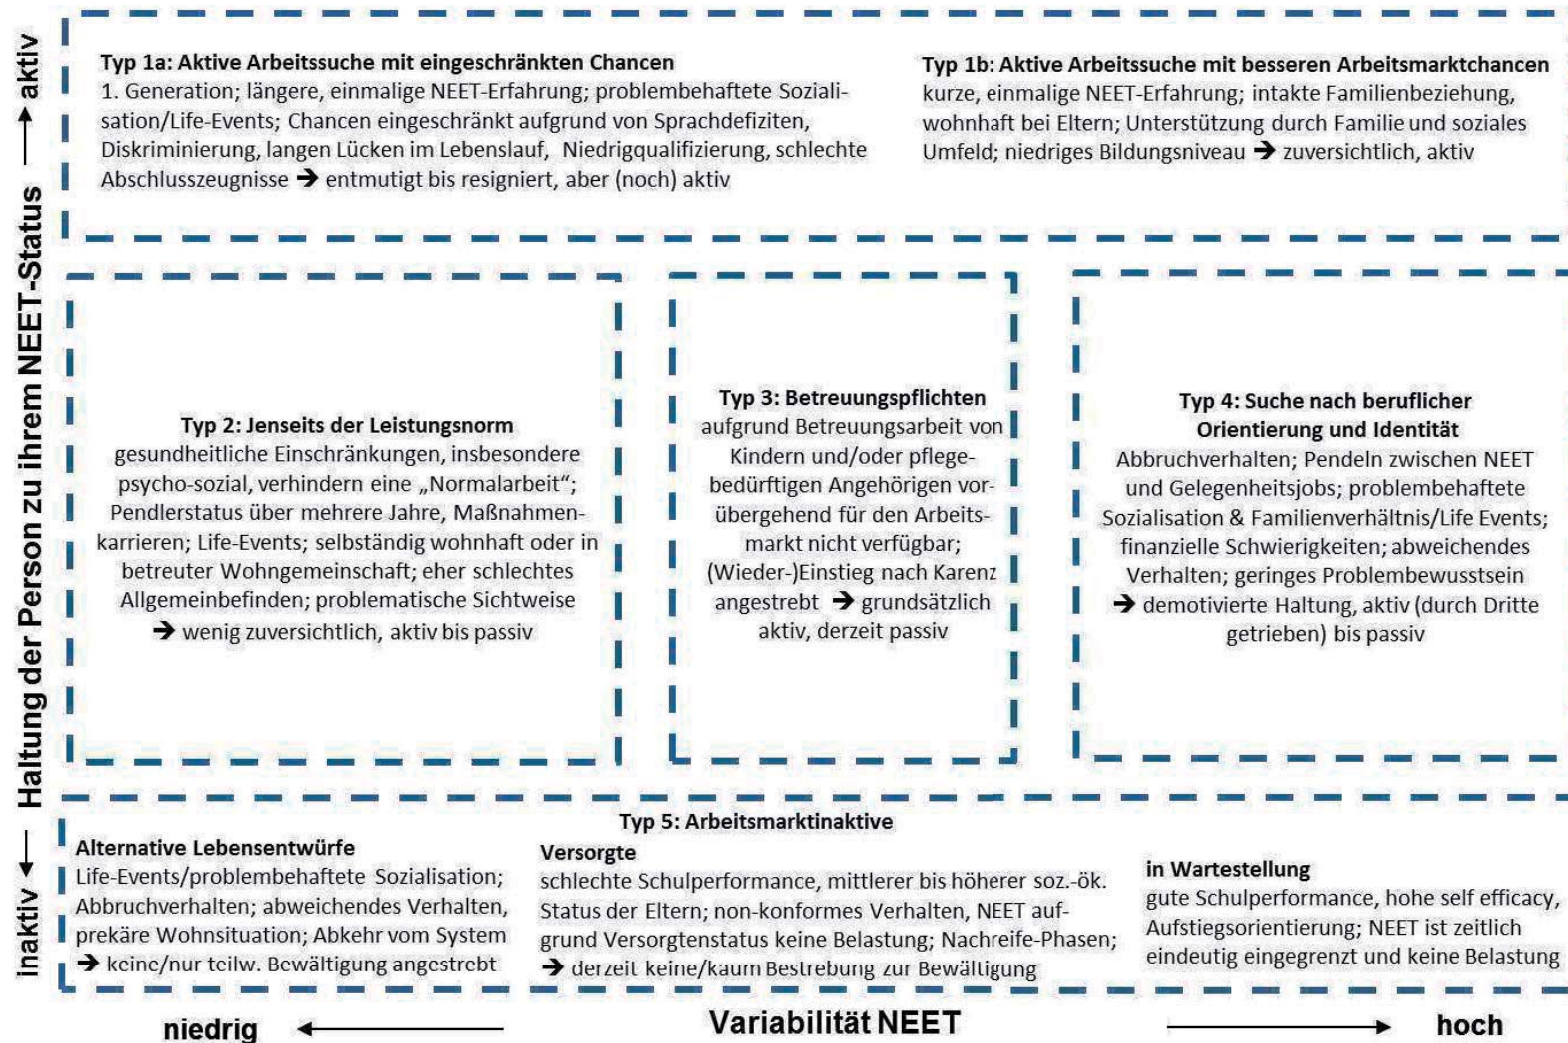 Haltung der Person zu ihrem NEET-Status
aktiv
inaktiv
Typ 1a: Aktive Arbeitssuche mit eingeschränkten Chancen
1. Generation; längere, einmalige NEET-Erfahrung; problembehaftete Soziali-
sation/Life-Events; Chancen eingeschränkt aufgrund von Sprachdefiziten,
Diskriminierung, langen Lücken im Lebenslauf, Niedrigqualifizierung, schlechte
Abschlusszeugnisse ➔ entmutigt bis resigniert, aber (noch) aktiv
Typ 1b: Aktive Arbeitssuche mit besseren Arbeitsmarktchancen
kurze, einmalige NEET-Erfahrung; intakte Familienbeziehung,
wohnhaft bei Eltern; Unterstützung durch Familie und soziales
Umfeld; niedriges Bildungsniveau ➔ zuversichtlich, aktiv
Typ 2: Jenseits der Leistungsnorm
gesundheitliche Einschränkungen, insbesondere
psycho-sozial, verhindern eine „Normalarbeit“;
Pendlerstatus über mehrere Jahre, Maßnahmen-
karrieren; Life-Events; selbständig wohnhaft oder in
betreuter Wohngemeinschaft; eher schlechtes
Allgemeinbefinden; problematische Sichtweise
➔ wenig zuversichtlich, aktiv bis passiv
Typ 3: Betreuungspflichten
aufgrund Betreuungsarbeit von
Kindern und/oder pflege-
bedürftigen Angehörigen vor-
übergehend für den Arbeits-
markt nicht verfügbar;
(Wieder-)Einstieg nach Karenz
angestrebt ➔ grundsätzlich
aktiv, derzeit passiv
Typ 4: Suche nach beruflicher
Orientierung und Identität
Abbruchverhalten; Pendeln zwischen NEET
und Gelegenheitsjobs; problembehaftete
Sozialisation & Familienverhältnis/Life Events;
finanzielle Schwierigkeiten; abweichendes
Verhalten; geringes Problembewusstsein
➔ demotivierte Haltung, aktiv (durch Dritte
getrieben) bis passiv
Typ 5: Arbeitsmarktinaktive
Alternative Lebensentwürfe
Life-Events/problembehaftete Sozialisation;
Abbruchverhalten; abweichendes Verhalten,
prekäre Wohnsituation; Abkehr vom System
➔ keine/nur teilw. Bewältigung angestrebt
Versorgte
schlechte Schulperformance, mittlerer bis höherer soz.-ök.
Status der Eltern; non-konformes Verhalten, NEET auf-
grund Versorgtenstatus keine Belastung; Nachreife-Phasen;
➔ derzeit keine/kaum Bestrebung zur Bewältigung
in Wartestellung
gute Schulperformance, hohe self efficacy,
Aufstiegsorientierung; NEET ist zeitlich
eindeutig eingegrenzt und keine Belastung
niedrig
Variabilität NEET
hoch